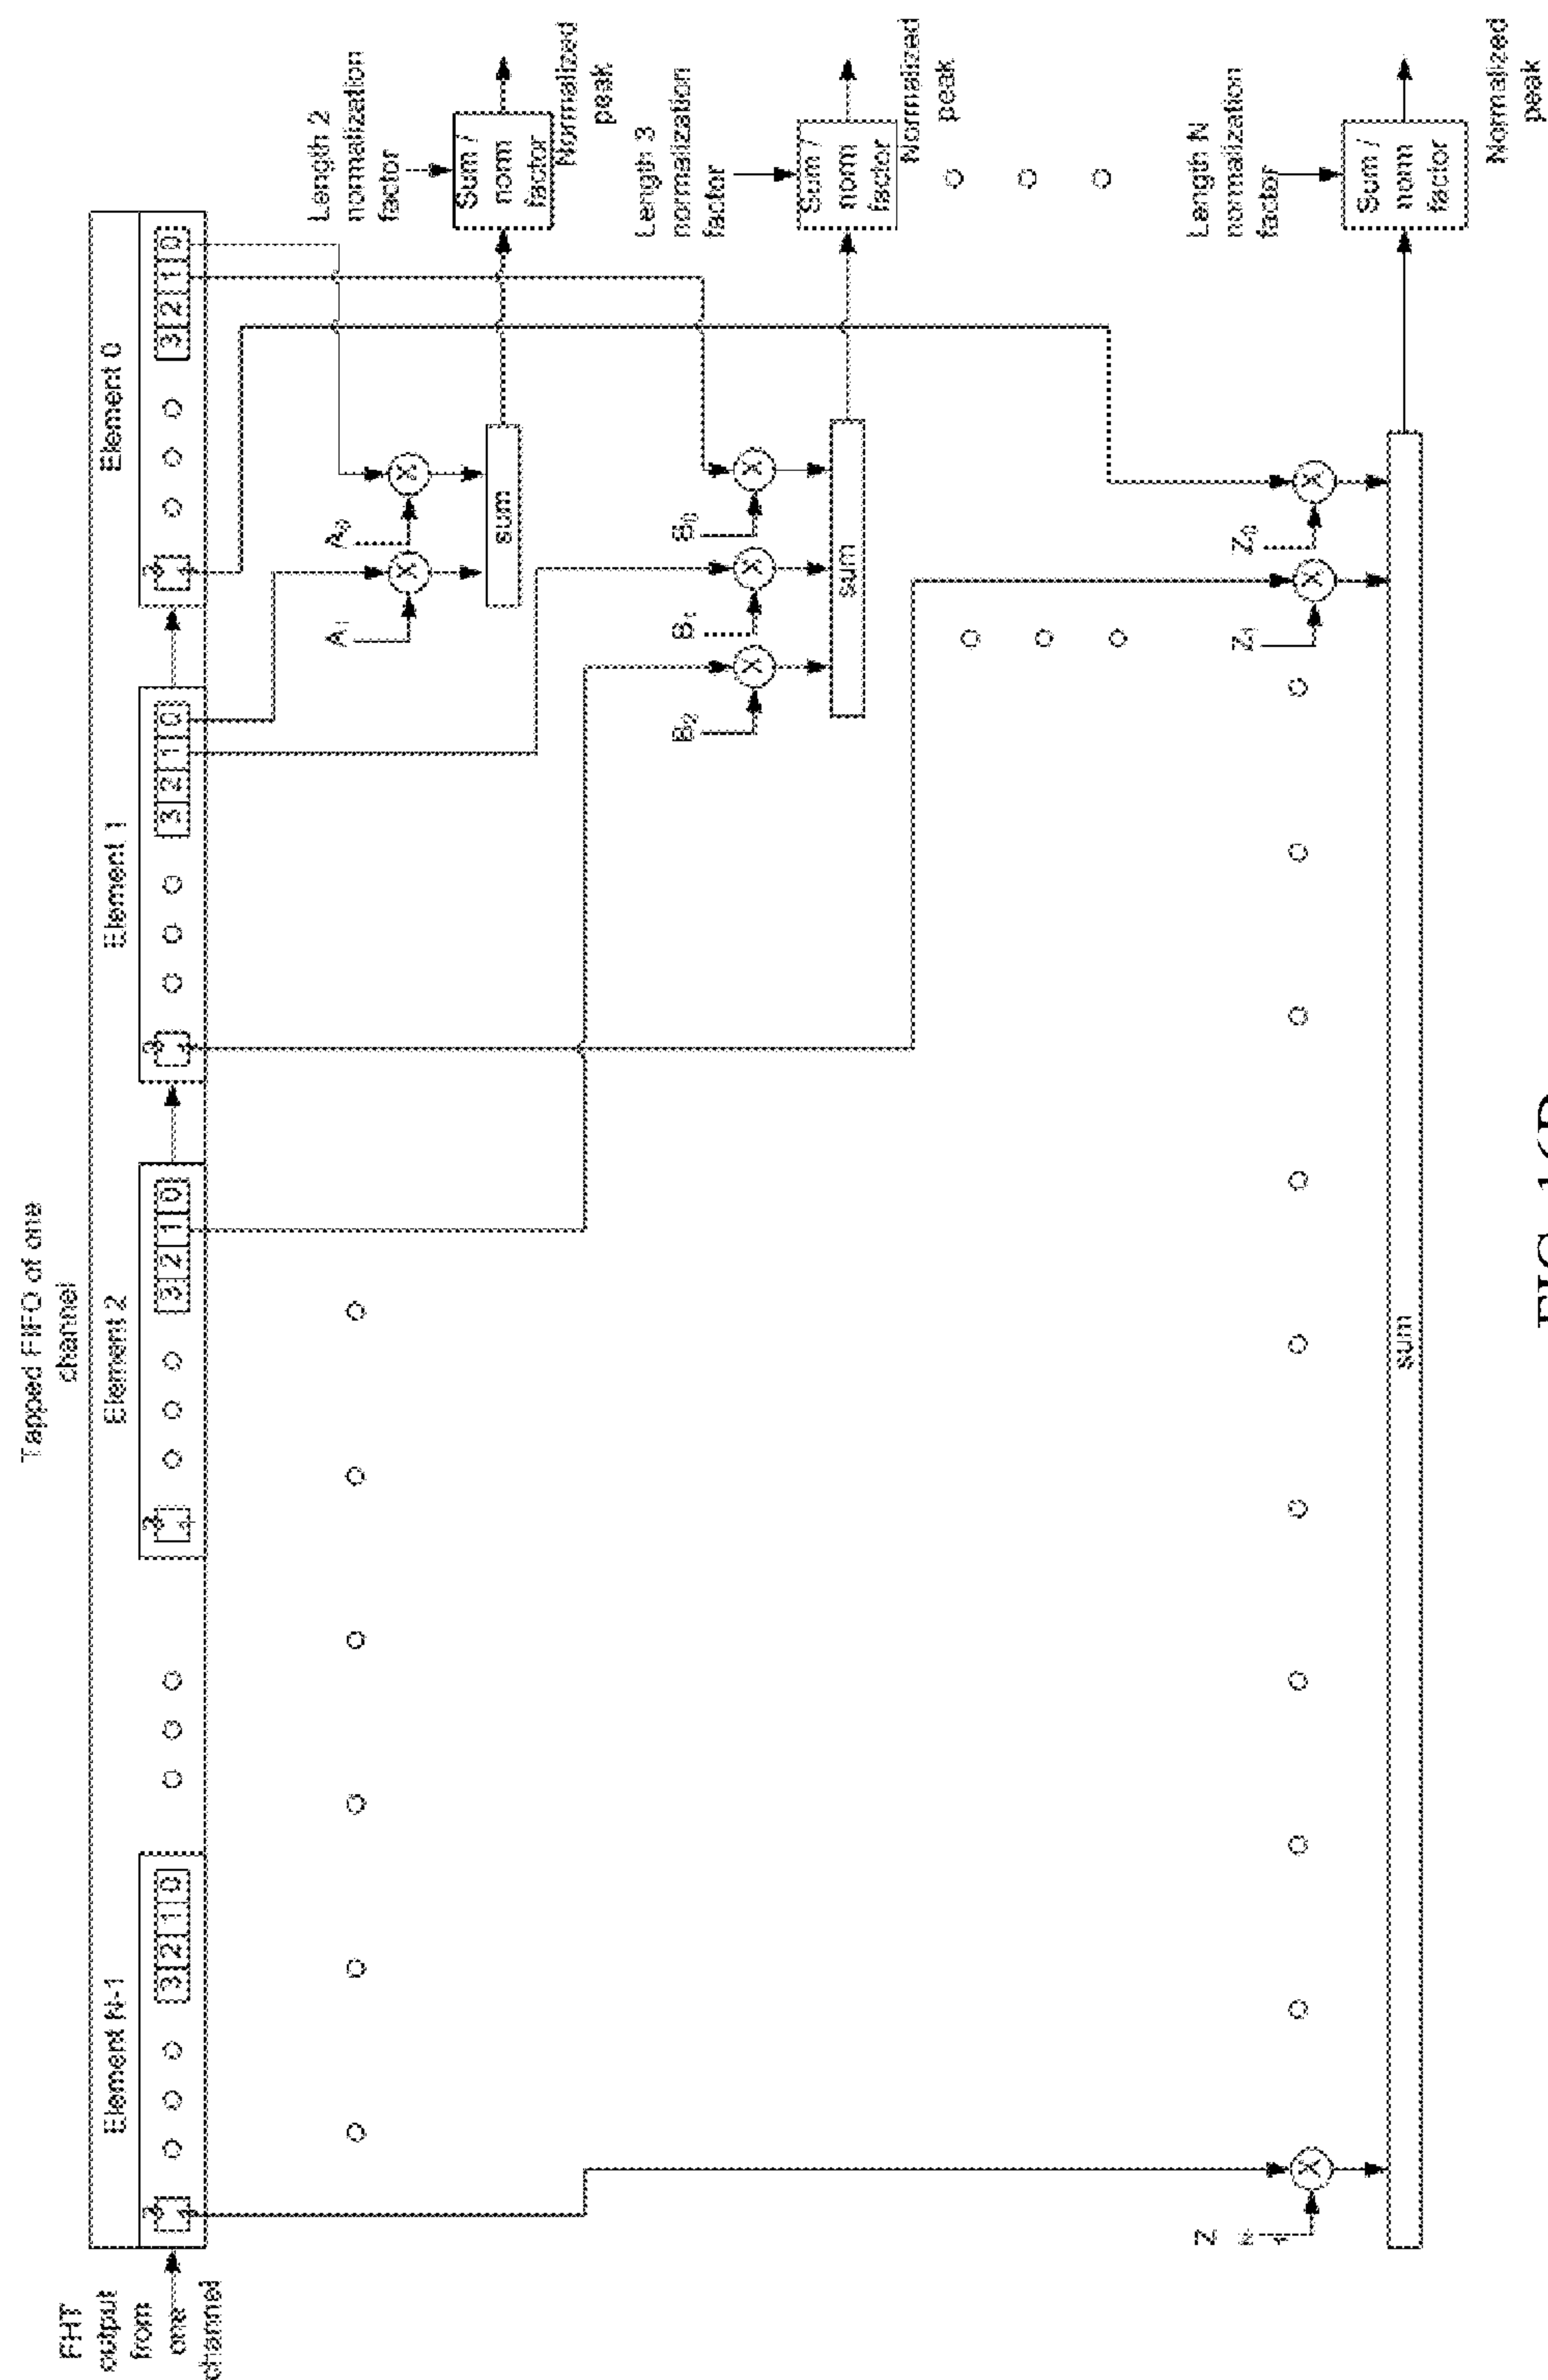 Tapped FIFO of one
channel
FHT
output
from
one
channel
Element N-1
3 2 1 0
Element 2
3 2 1 0
Element 1
3 2 1 0
Element 0
3 2 1 0
Length 2
normalization
factor
A₁
X
A₀
X
sum
Sum /
norm
factor
Normalized
peak
Length 3
normalization
factor
B₂
X
B₁
X
B₀
X
sum
Sum /
norm
factor
Normalized
peak
Length N
normalization
factor
Z
X
Z₁
X
Z₀
X
sum
Sum /
norm
factor
Normalized
peak